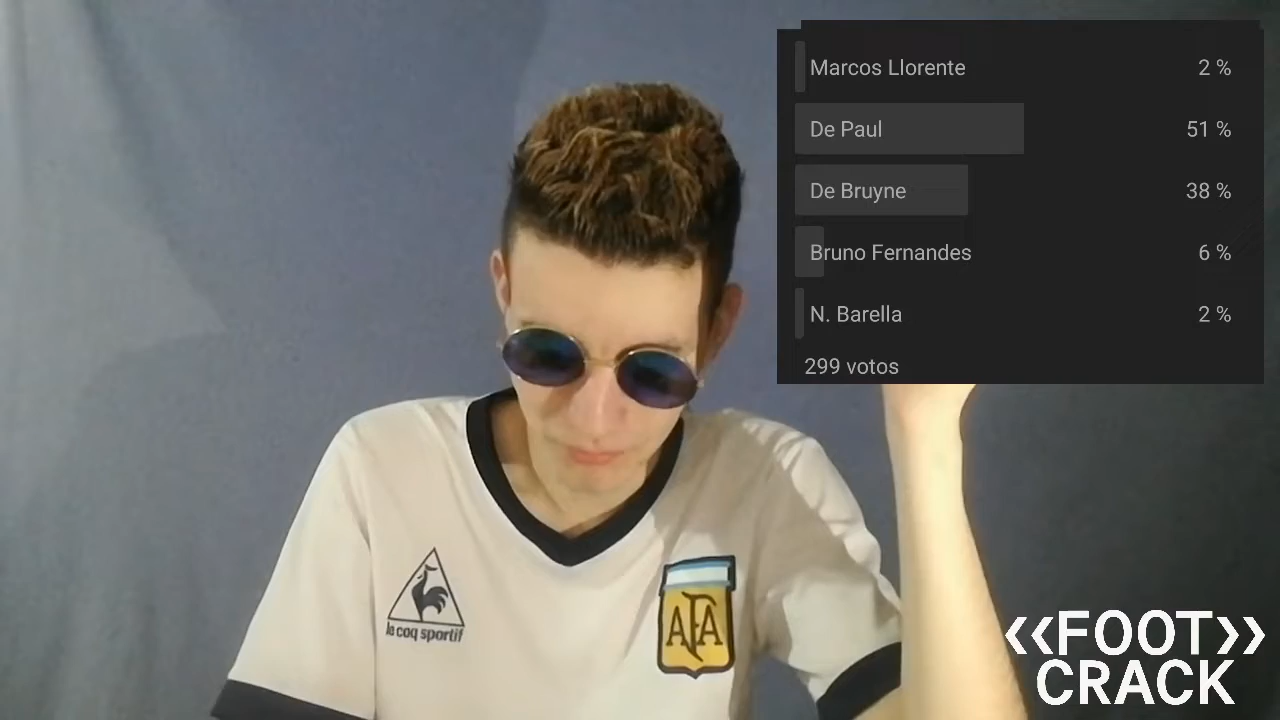 Marcos Llorente 2 %
De Paul 51 %
De Bruyne 38 %
Bruno Fernandes 6 %
N. Barella 2 %
299 votos
le coq sportif
AFA
‹‹FOOT››
CRACK